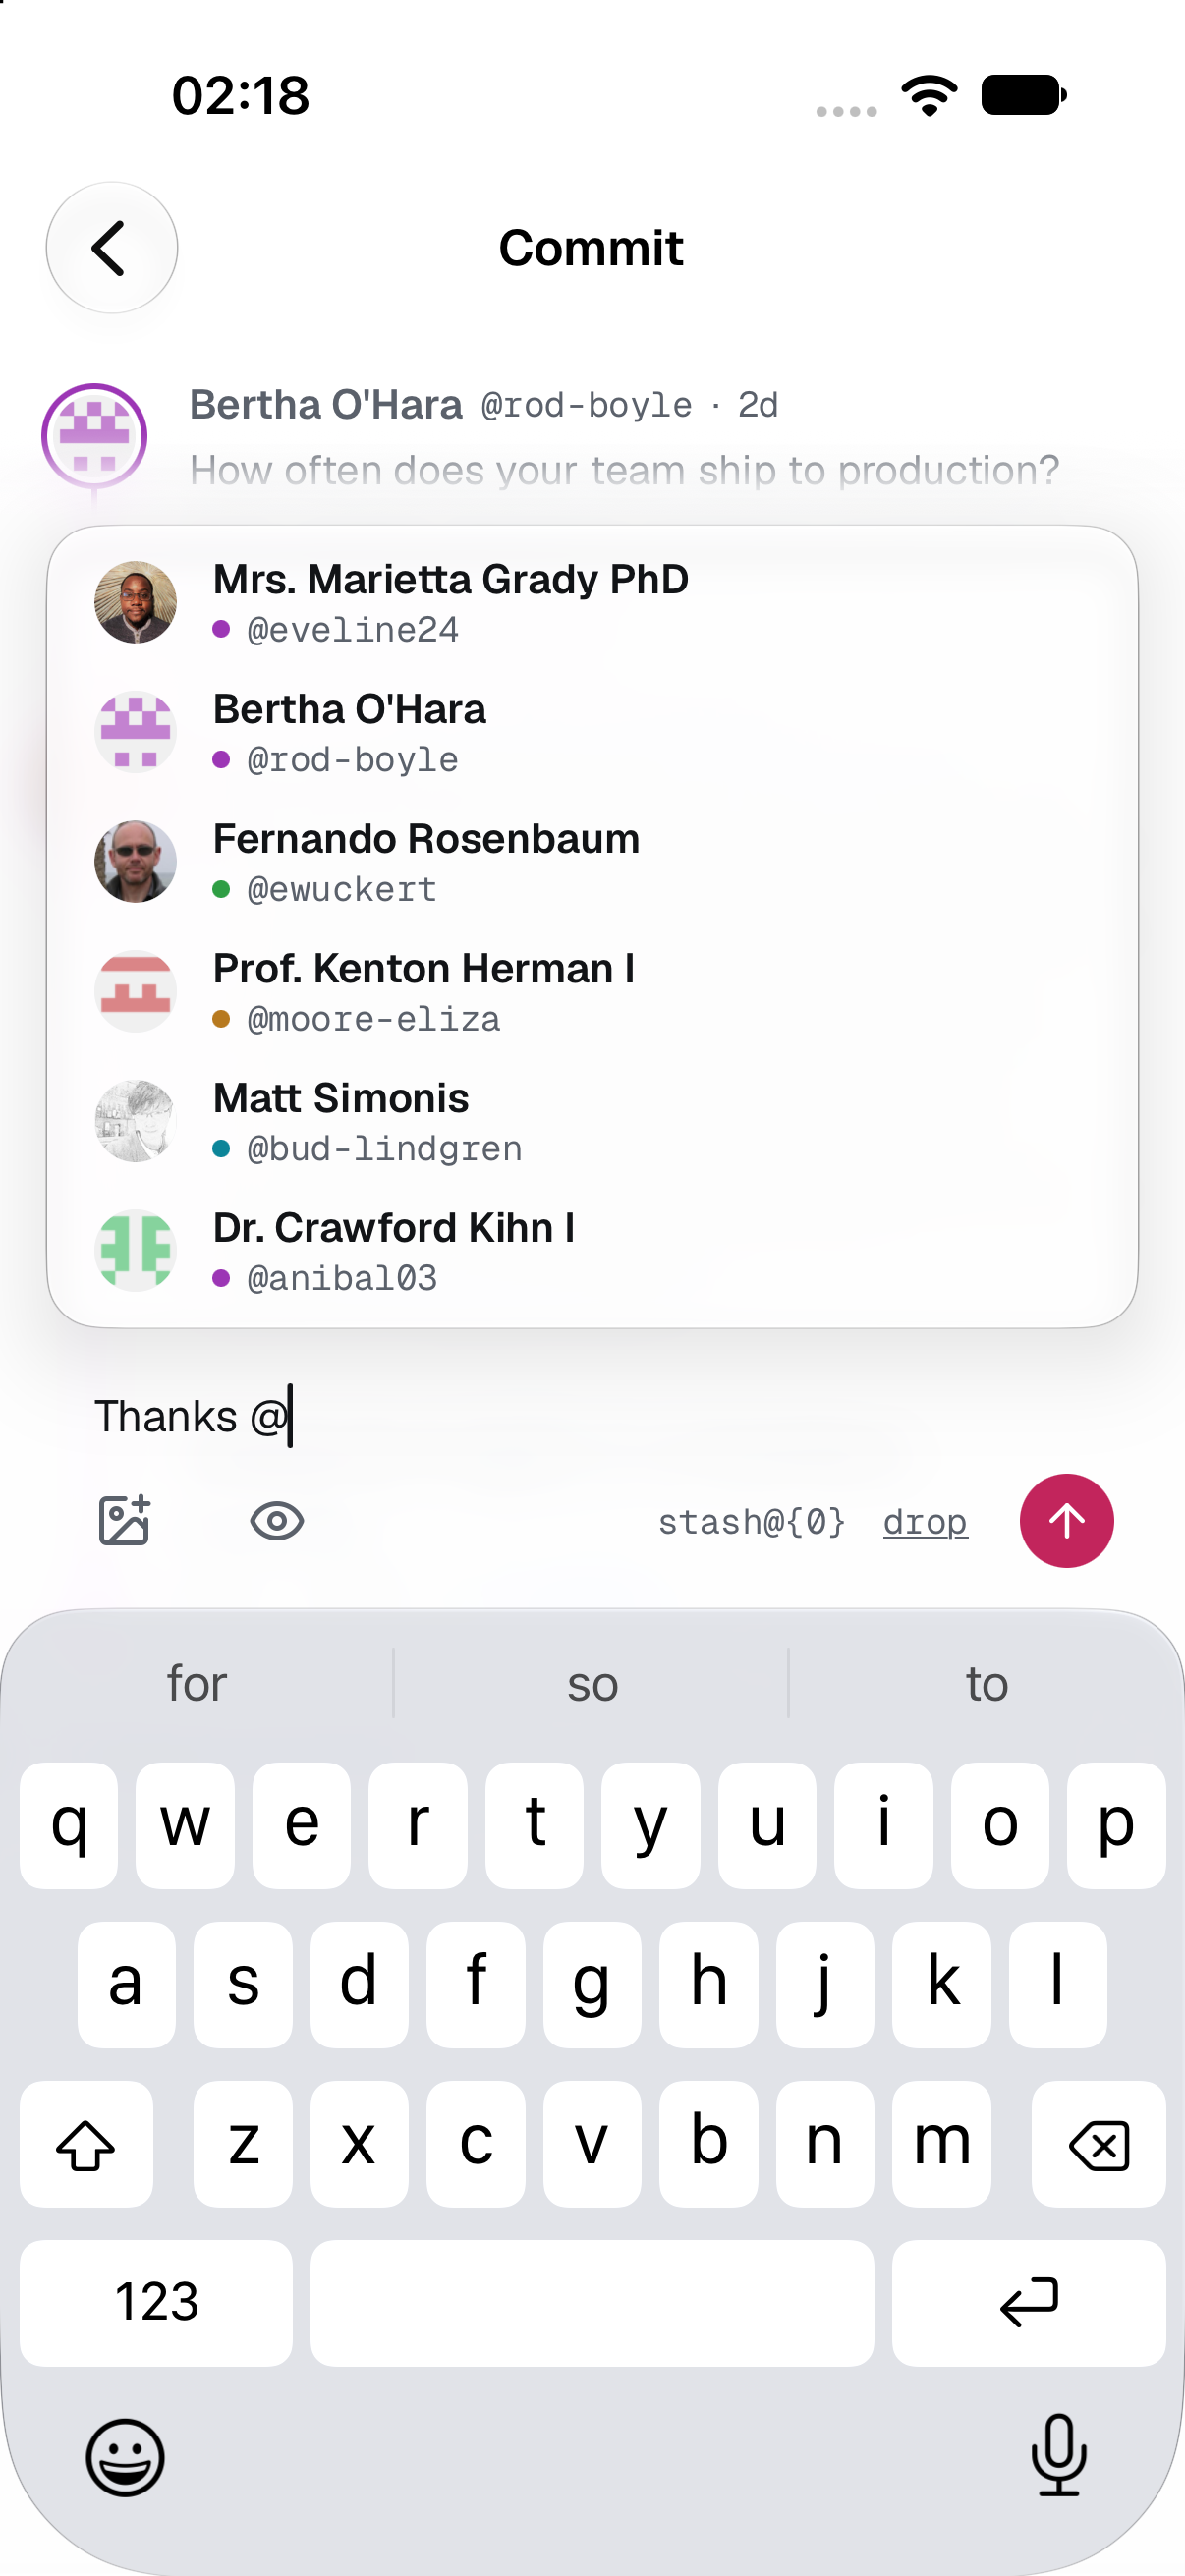 02:18
Commit
Bertha O'Hara @rod-boyle · 2d
How often does your team ship to production?
Mrs. Marietta Grady PhD
@eveline24
Bertha O'Hara
@rod-boyle
Fernando Rosenbaum
@ewuckert
Prof. Kenton Herman I
@moore-eliza
Matt Simonis
@bud-lindgren
Dr. Crawford Kihn I
@anibal03
Thanks @
stash@{0} drop
for so to
q w e r t y u i o p
a s d f g h j k l
z x c v b n m
123